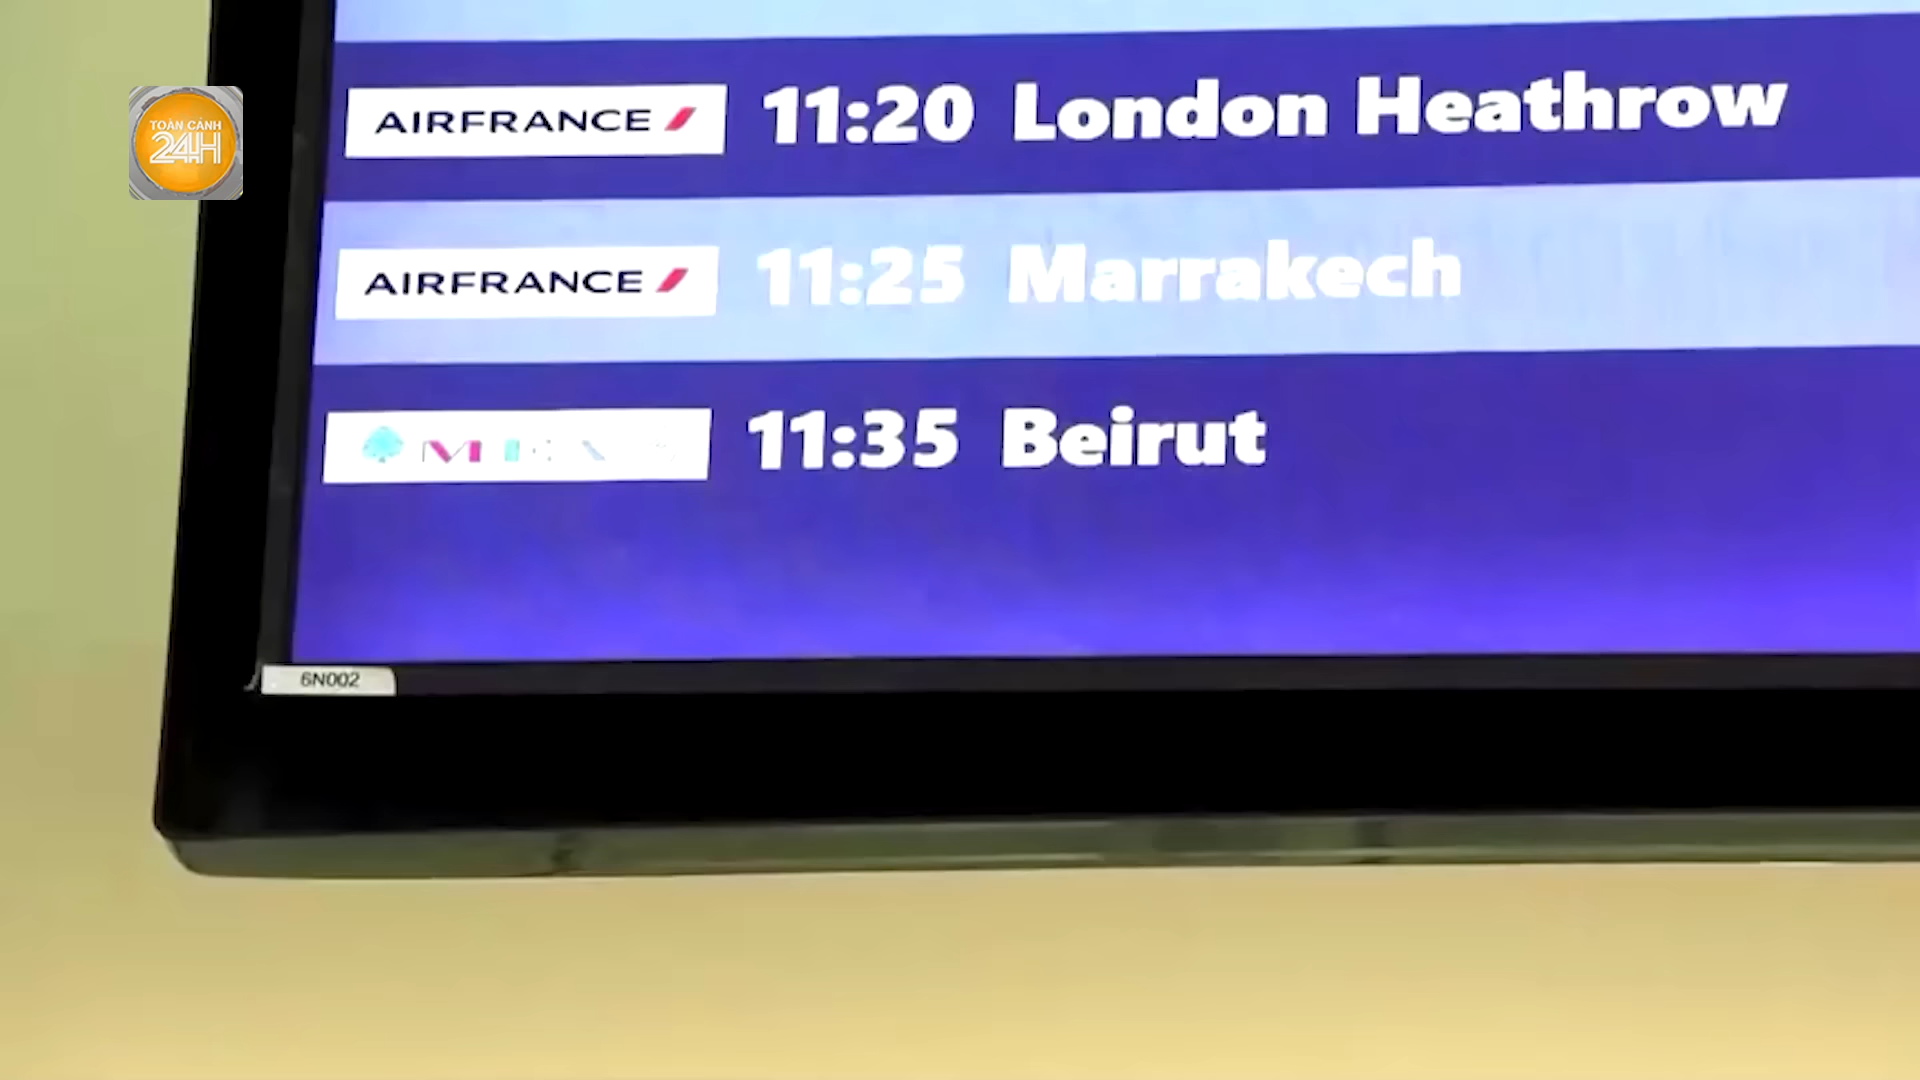 TOÀN CẢNH
24H
AIRFRANCE 11:20 London Heathrow
AIRFRANCE 11:25 Marrakech
11:35 Beirut
6N002